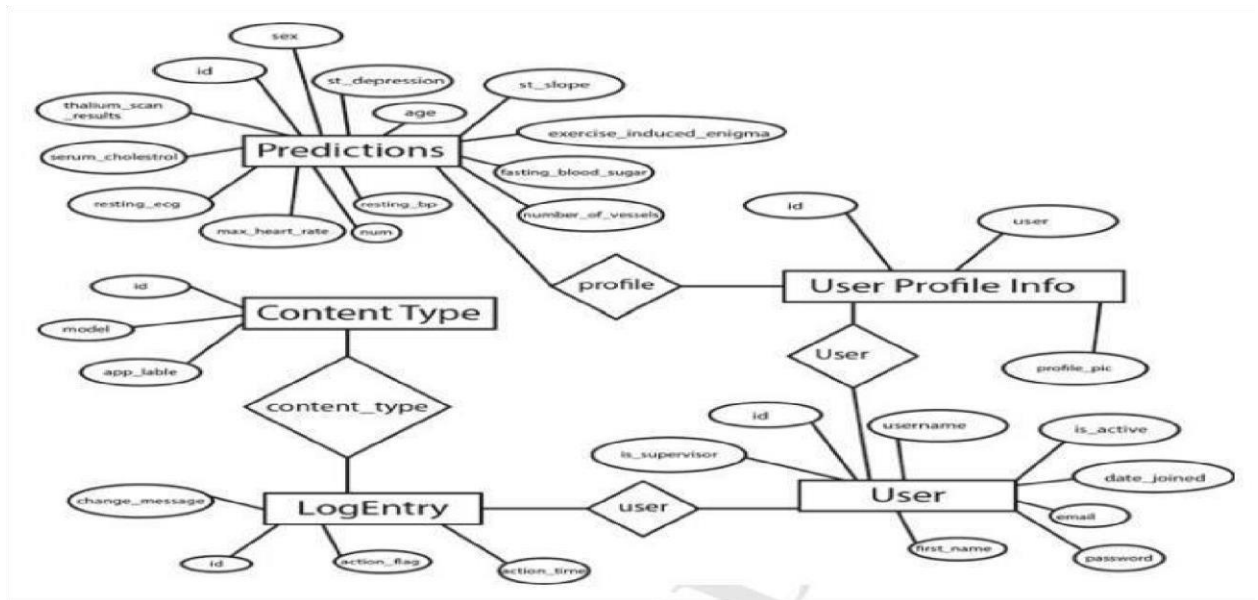 sex
id
st_depression
st_slope
thalium_scan
_results
age
exercise_induced_enigma
Predictions
serum_cholestrol
fasting_blood_sugar
resting_ecg
resting_bp
number_of_vessels
max_heart_rate
num
id
user
profile
User Profile Info
id
Content Type
model
app_lable
User
profile_pic
content_type
id
username
is_active
is_supervisor
date_joined
change_message
LogEntry
user
User
email
first_name
password
id
action_flag
action_time